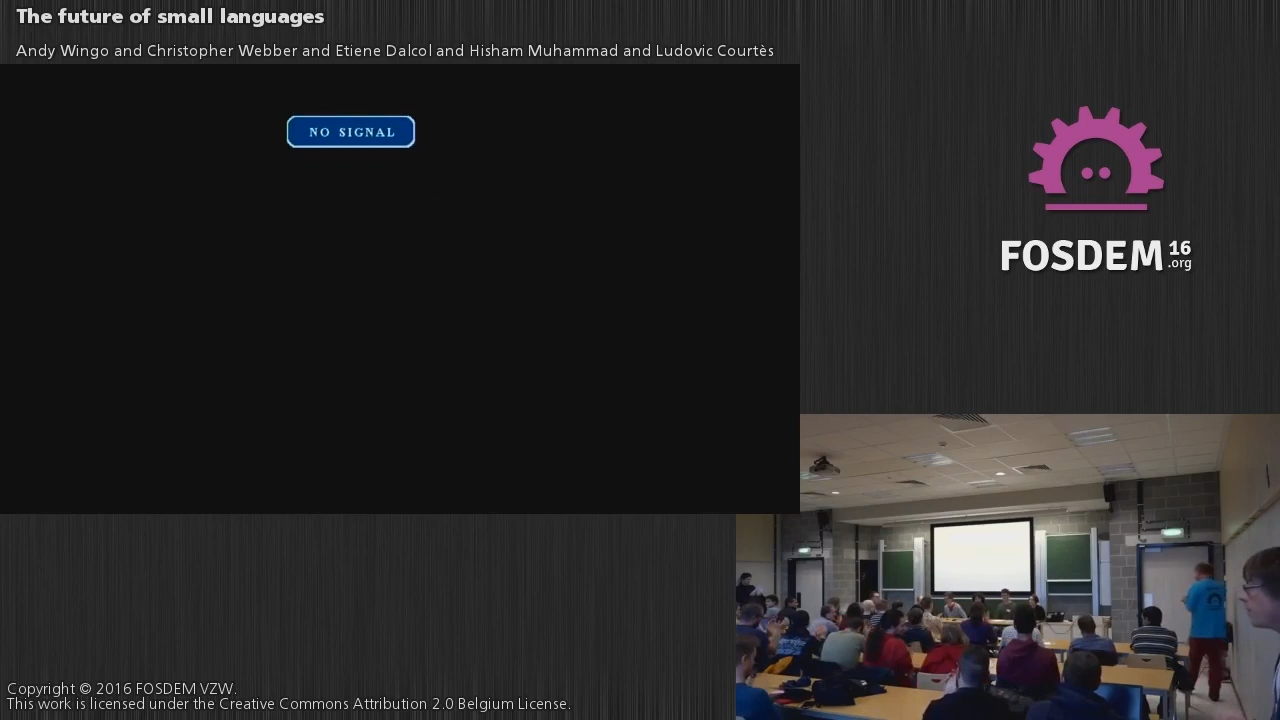 The future of small languages
Andy Wingo and Christopher Webber and Etiene Dalcol and Hisham Muhammad and Ludovic Courtès
NO SIGNAL
FOSDEM 16
.org
Copyright © 2016 FOSDEM VZW.
This work is licensed under the Creative Commons Attribution 2.0 Belgium License.